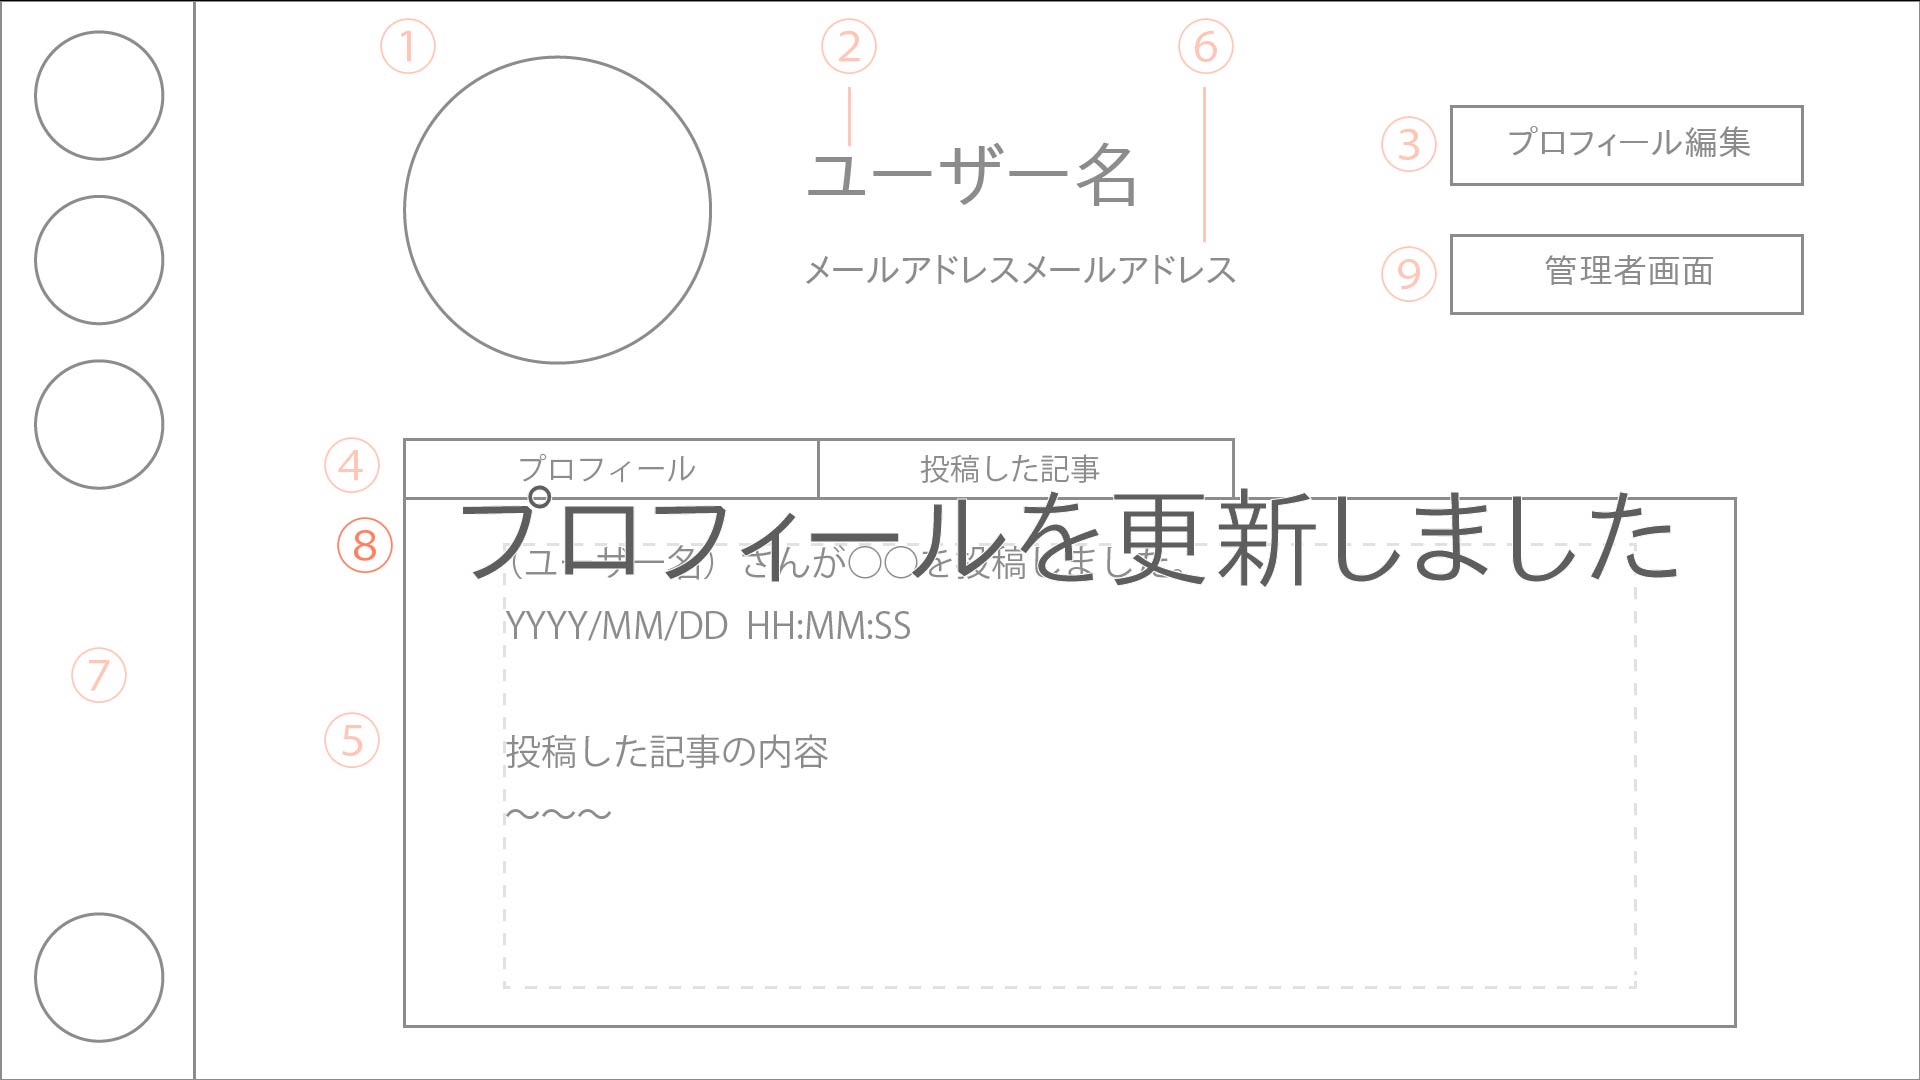 ① ② ⑥
ユーザー名
③ プロフィール編集
メールアドレスメールアドレス
⑨ 管理者画面
④ プロフィール 投稿した記事
⑧ プロフィールを更新しました
(ユーザー名)さんが〇〇を投稿しました。
YYYY/MM/DD HH:MM:SS
⑦
⑤ 投稿した記事の内容
～～～